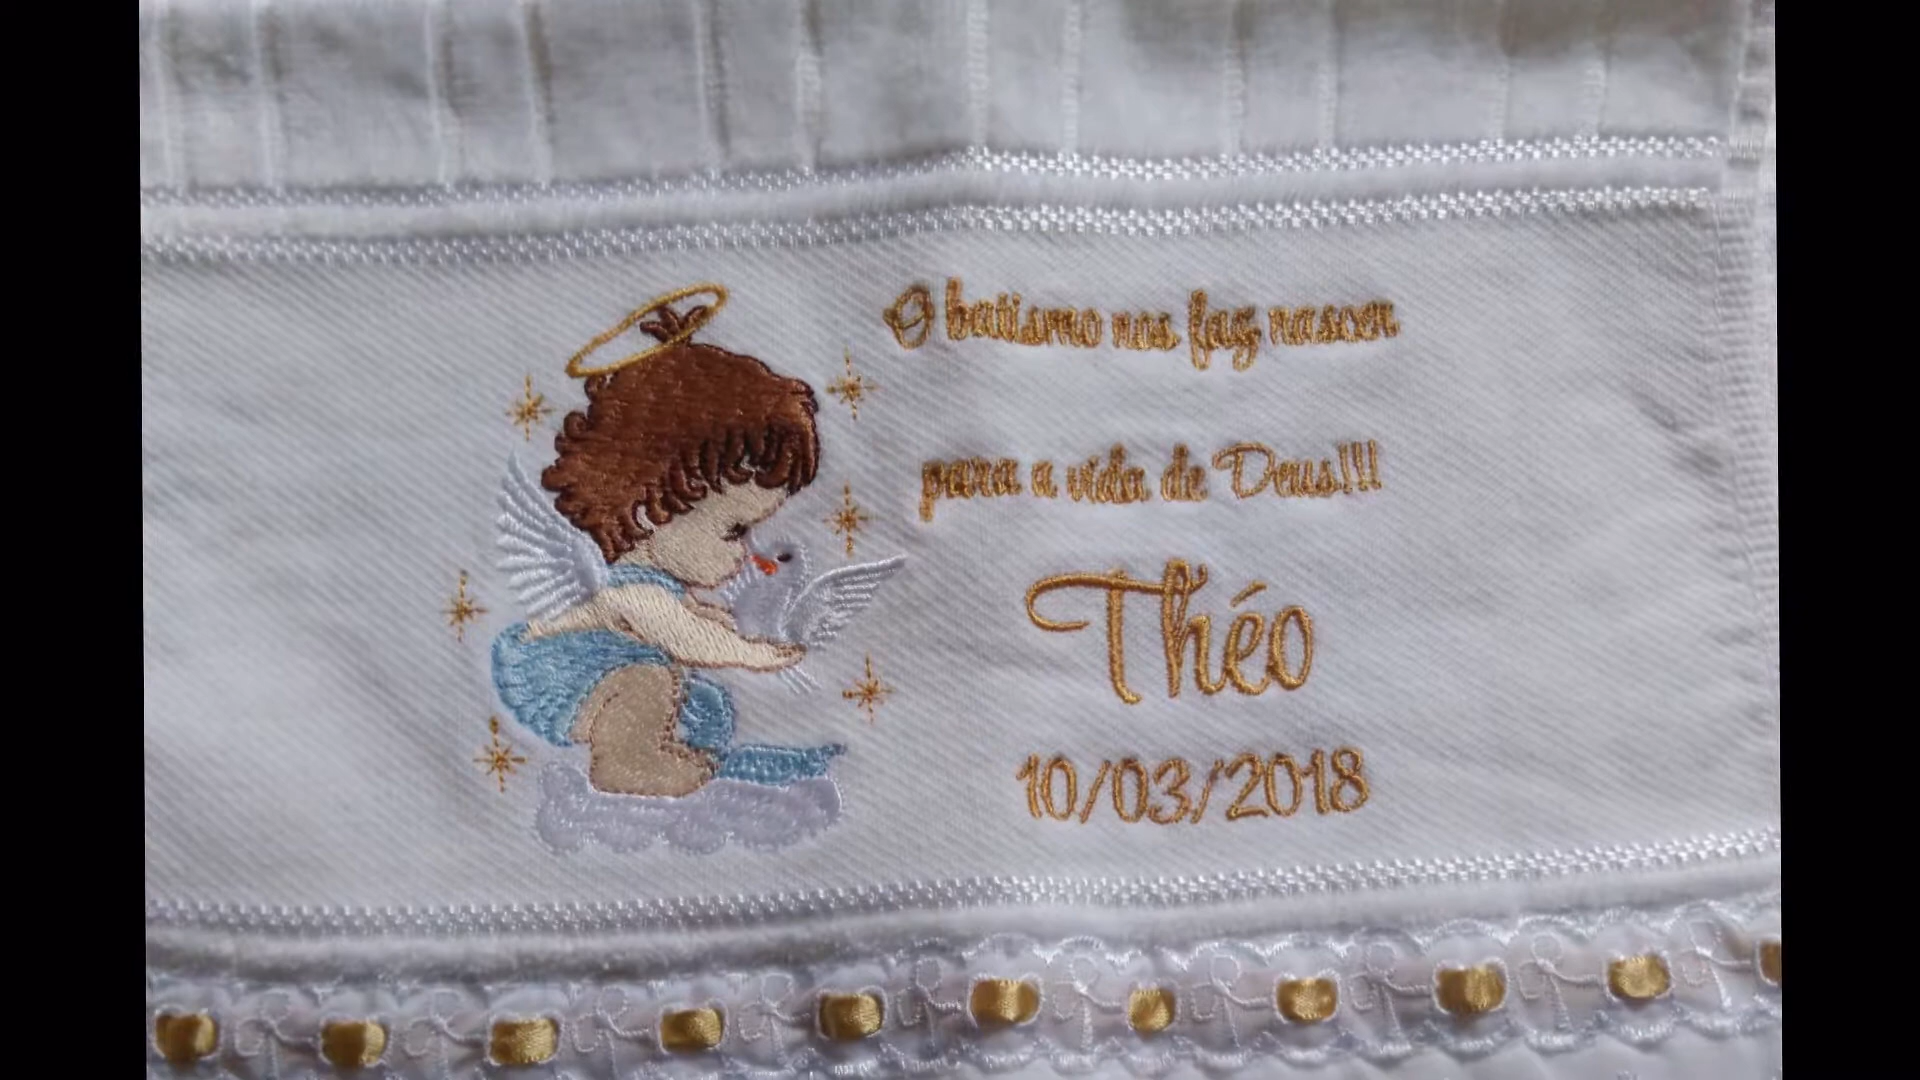 O batismo nos faz nascer
para a vida de Deus!!!
Théo
10/03/2018